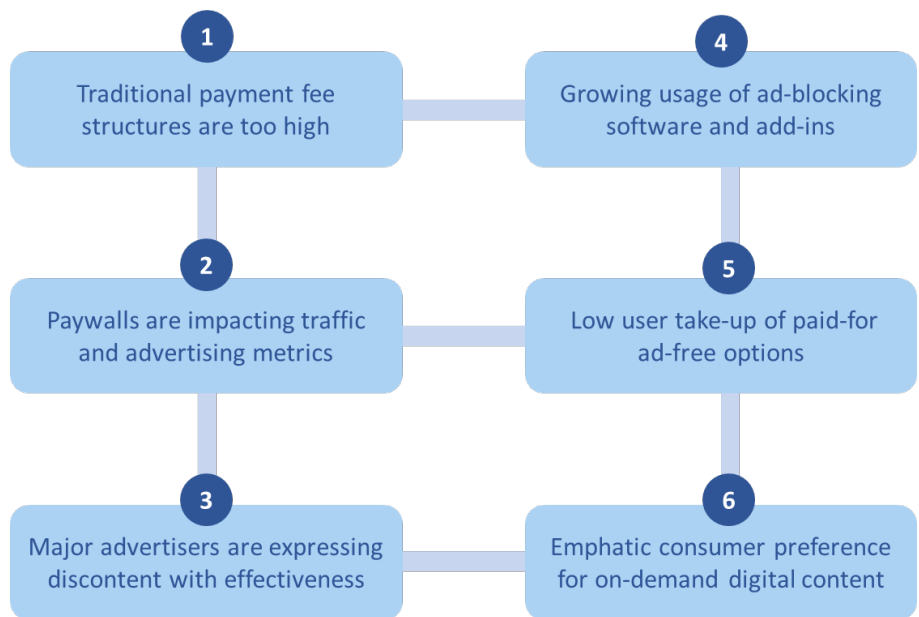 1
Traditional payment fee
structures are too high
2
Paywalls are impacting traffic
and advertising metrics
3
Major advertisers are expressing
discontent with effectiveness
4
Growing usage of ad-blocking
software and add-ins
5
Low user take-up of paid-for
ad-free options
6
Emphatic consumer preference
for on-demand digital content